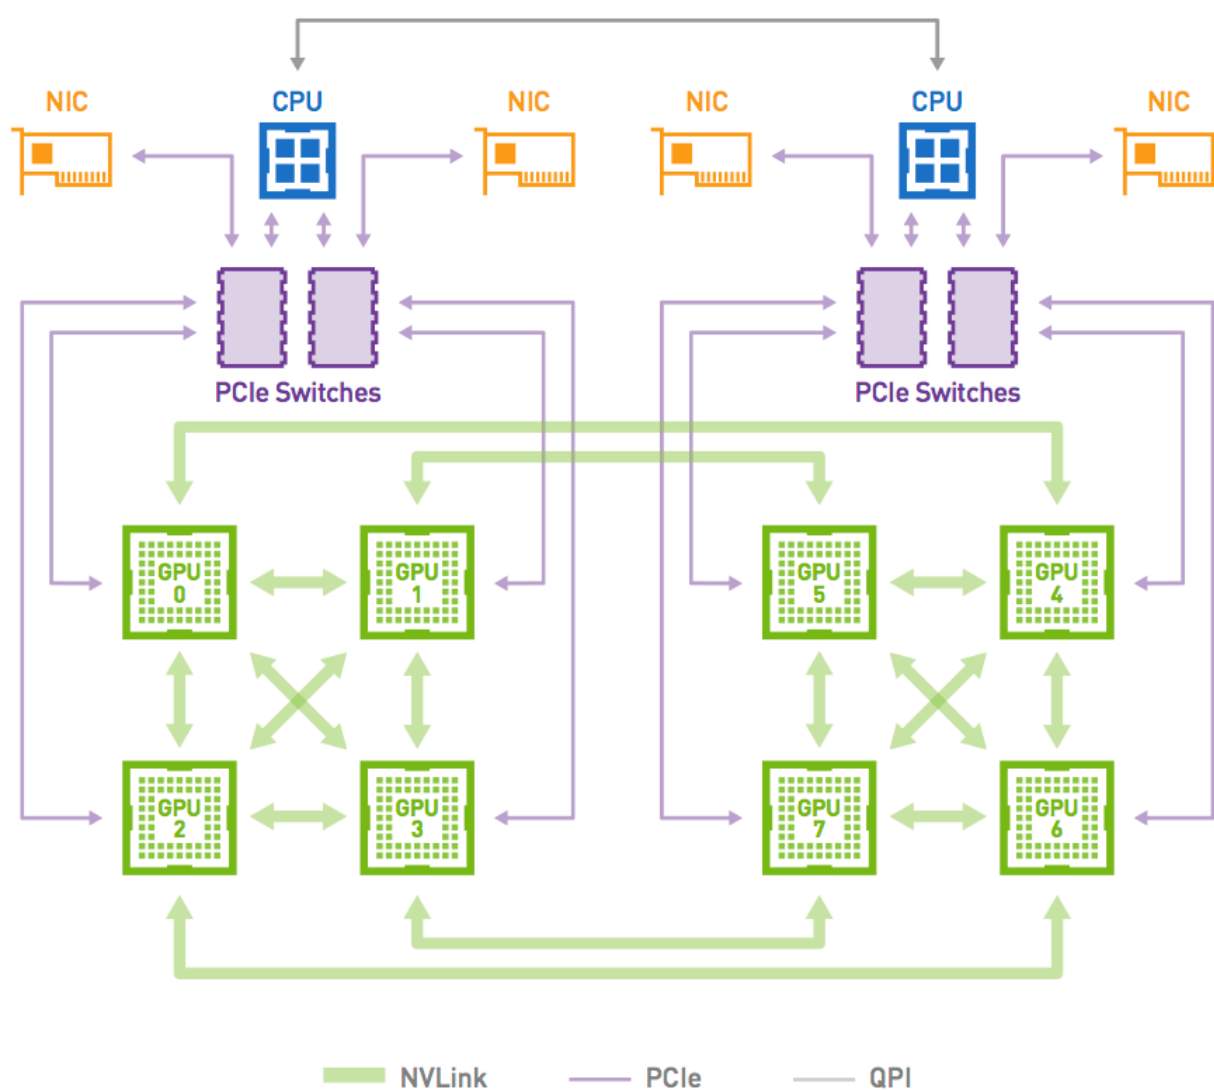 NIC
CPU
NIC
NIC
CPU
NIC
PCIe Switches
PCIe Switches
GPU
0
GPU
1
GPU
5
GPU
4
GPU
2
GPU
3
GPU
7
GPU
6
NVLink
PCIe
QPI